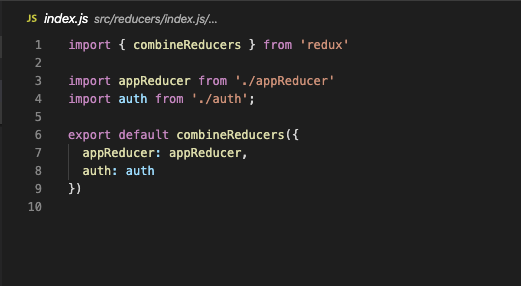 JS index.js src/reducers/index.js/...
1 import { combineReducers } from 'redux'
2
3 import appReducer from './appReducer'
4 import auth from './auth';
5
6 export default combineReducers({
7 appReducer: appReducer,
8 auth: auth
9 })
10